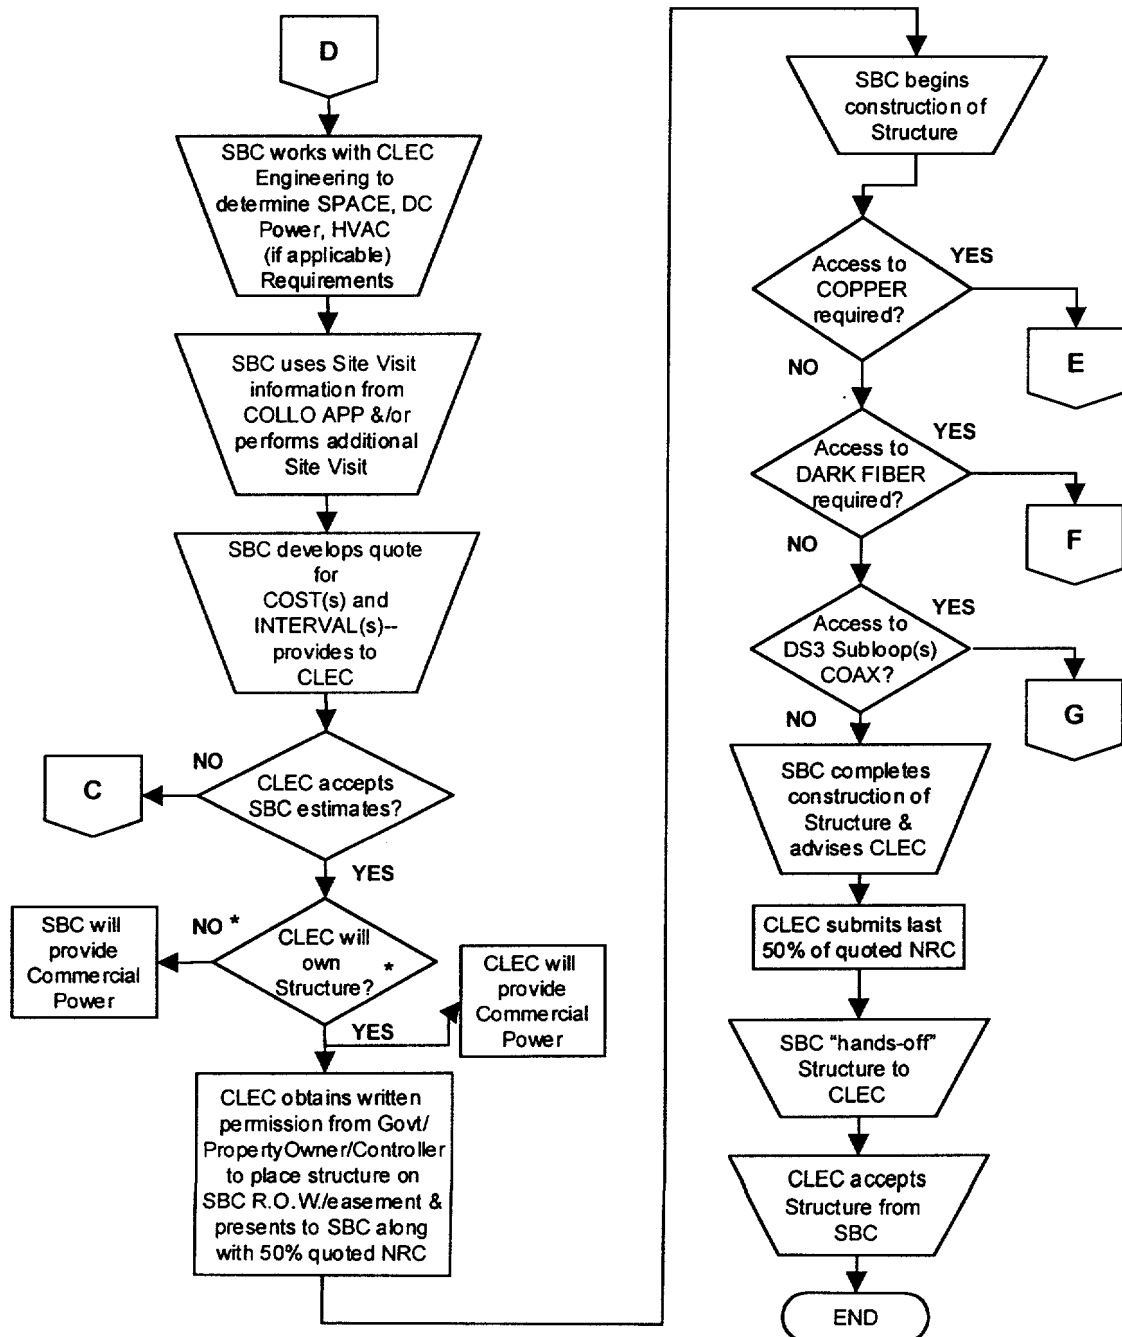 D
SBC works with CLEC
Engineering to
determine SPACE, DC
Power, HVAC
(if applicable)
Requirements
SBC uses Site Visit
information from
COLLO APP &/or
performs additional
Site Visit
SBC develops quote
for
COST(s) and
INTERVAL(s)--
provides to
CLEC
NO
C
CLEC accepts
SBC estimates?
YES
NO *
SBC will
provide
Commercial
Power
CLEC will
own *
Structure?
YES
CLEC will
provide
Commercial
Power
CLEC obtains written
permission from Govt/
PropertyOwner/Controller
to place structure on
SBC R.O.W./easement &
presents to SBC along
with 50% quoted NRC
SBC begins
construction of
Structure
Access to
COPPER
required?
YES
E
NO
Access to
DARK FIBER
required?
YES
F
NO
Access to
DS3 Subloop(s)
COAX?
YES
G
NO
SBC completes
construction of
Structure &
advises CLEC
CLEC submits last
50% of quoted NRC
SBC "hands-off"
Structure to
CLEC
CLEC accepts
Structure from
SBC
END